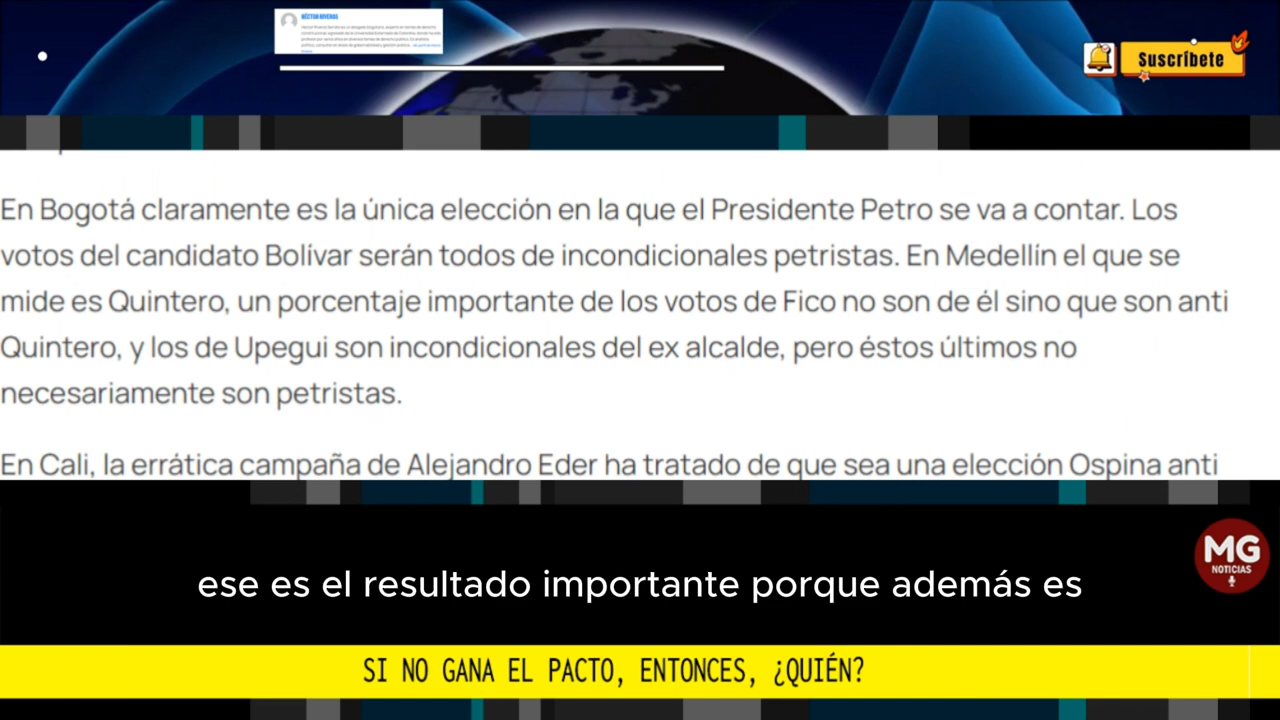 HÉCTOR RIVEROS
Suscríbete
En Bogotá claramente es la única elección en la que el Presidente Petro se va a contar. Los
votos del candidato Bolívar serán todos de incondicionales petristas. En Medellín el que se
mide es Quintero, un porcentaje importante de los votos de Fico no son de él sino que son anti
Quintero, y los de Upegui son incondicionales del ex alcalde, pero éstos últimos no
necesariamente son petristas.
En Cali, la errática campaña de Alejandro Eder ha tratado de que sea una elección Ospina anti
MG
NOTICIAS
ese es el resultado importante porque además es
SI NO GANA EL PACTO, ENTONCES, ¿QUIÉN?